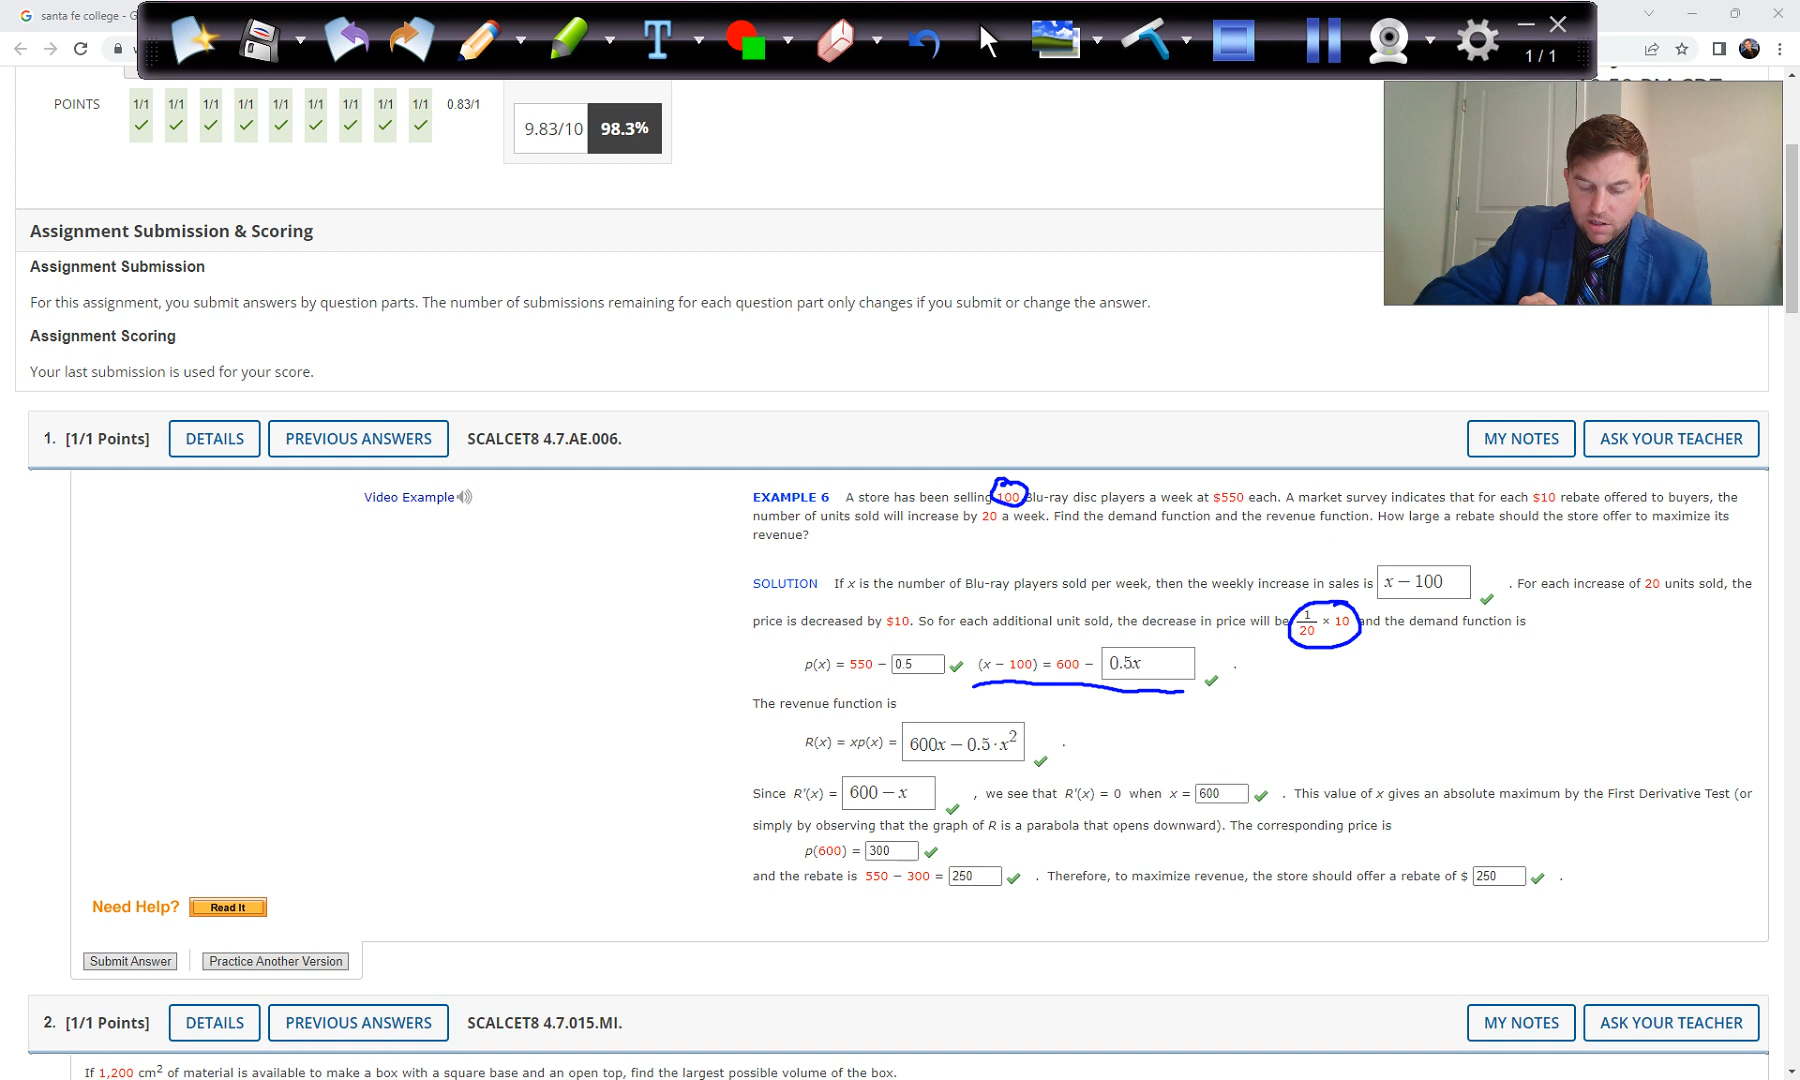 santa fe college - G
1 / 1
POINTS 1/1 1/1 1/1 1/1 1/1 1/1 1/1 1/1 1/1 0.83/1
9.83/10 98.3%
Assignment Submission & Scoring
Assignment Submission
For this assignment, you submit answers by question parts. The number of submissions remaining for each question part only changes if you submit or change the answer.
Assignment Scoring
Your last submission is used for your score.
1. [1/1 Points] DETAILS PREVIOUS ANSWERS SCALCET8 4.7.AE.006. MY NOTES ASK YOUR TEACHER
Video Example
EXAMPLE 6 A store has been selling 100 Blu-ray disc players a week at $550 each. A market survey indicates that for each $10 rebate offered to buyers, the
number of units sold will increase by 20 a week. Find the demand function and the revenue function. How large a rebate should the store offer to maximize its
revenue?
SOLUTION If x is the number of Blu-ray players sold per week, then the weekly increase in sales is x − 100 . For each increase of 20 units sold, the
price is decreased by $10. So for each additional unit sold, the decrease in price will be 1/20 × 10 and the demand function is
p(x) = 550 − 0.5 (x − 100) = 600 − 0.5x .
The revenue function is
R(x) = xp(x) = 600x − 0.5·x² .
Since R'(x) = 600 − x , we see that R'(x) = 0 when x = 600 . This value of x gives an absolute maximum by the First Derivative Test (or
simply by observing that the graph of R is a parabola that opens downward). The corresponding price is
p(600) = 300
and the rebate is 550 − 300 = 250 . Therefore, to maximize revenue, the store should offer a rebate of $ 250 .
Need Help? Read It
Submit Answer Practice Another Version
2. [1/1 Points] DETAILS PREVIOUS ANSWERS SCALCET8 4.7.015.MI. MY NOTES ASK YOUR TEACHER
If 1,200 cm² of material is available to make a box with a square base and an open top, find the largest possible volume of the box.